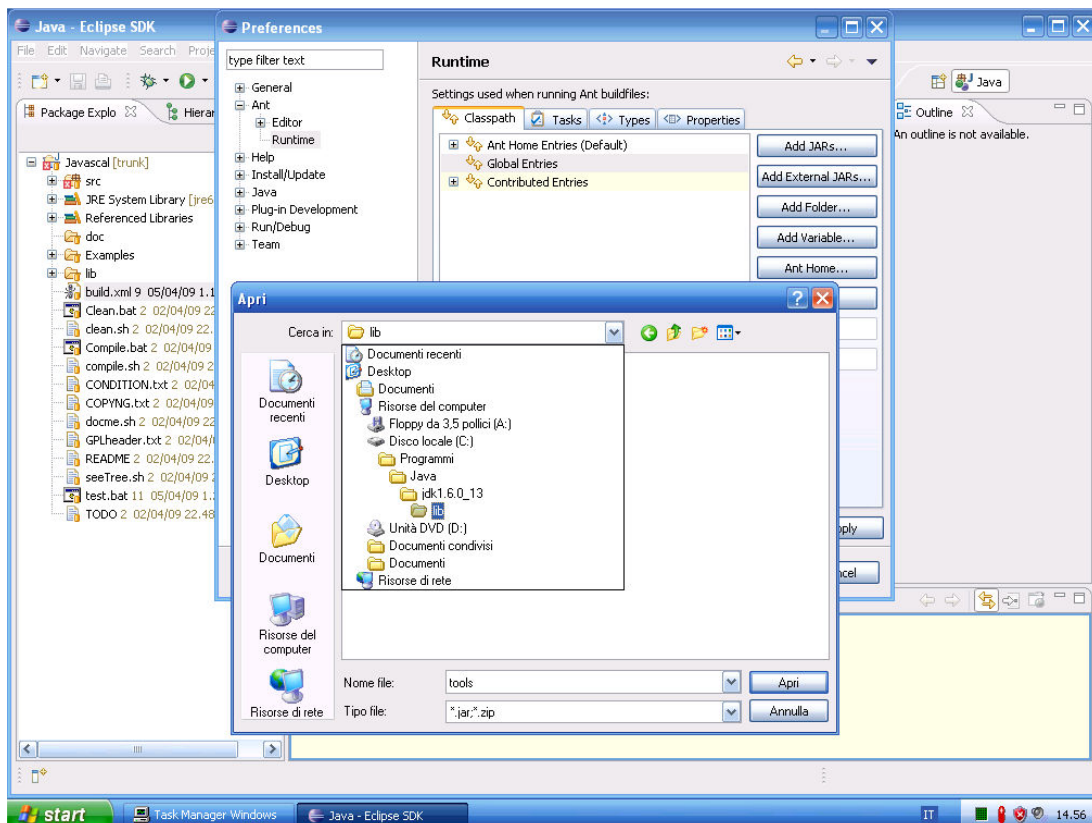 Java - Eclipse SDK
File Edit Navigate Search Proje
Package Explo
Hierar
Javascal [trunk]
src
JRE System Library [jre6
Referenced Libraries
doc
Examples
lib
build.xml 9 05/04/09 1.1
Clean.bat 2 02/04/09 22
clean.sh 2 02/04/09 22.
Compile.bat 2 02/04/09
compile.sh 2 02/04/09 2
CONDITION.txt 2 02/04
COPYNG.txt 2 02/04/09
docme.sh 2 02/04/09 22
GPLheader.txt 2 02/04/
README 2 02/04/09 22.
seeTree.sh 2 02/04/09 2
test.bat 11 05/04/09 1.
TODO 2 02/04/09 22.48
Preferences
type filter text
General
Ant
Editor
Runtime
Help
Install/Update
Java
Plug-in Development
Run/Debug
Team
Runtime
Settings used when running Ant buildfiles:
Classpath Tasks Types Properties
Ant Home Entries (Default)
Global Entries
Contributed Entries
Add JARs...
Add External JARs...
Add Folder...
Add Variable...
Ant Home...
pply
ncel
Java
Outline
An outline is not available.
Apri
Cerca in: lib
Documenti recenti
Desktop
Documenti
Risorse del computer
Floppy da 3,5 pollici (A:)
Disco locale (C:)
Programmi
Java
jdk1.6.0_13
lib
Unità DVD (D:)
Documenti condivisi
Documenti
Risorse di rete
Documenti
recenti
Desktop
Documenti
Risorse del
computer
Risorse di rete
Nome file: tools Apri
Tipo file: *.jar;*.zip Annulla
start
Task Manager Windows
Java - Eclipse SDK
IT
14.56